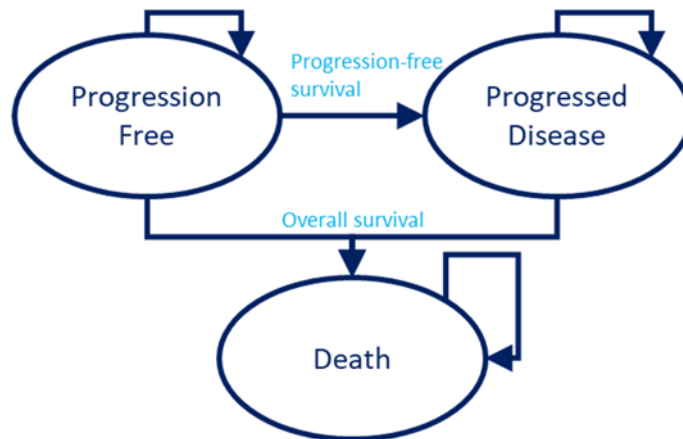 Progression
Free
Progression-free
survival
Progressed
Disease
Overall survival
Death